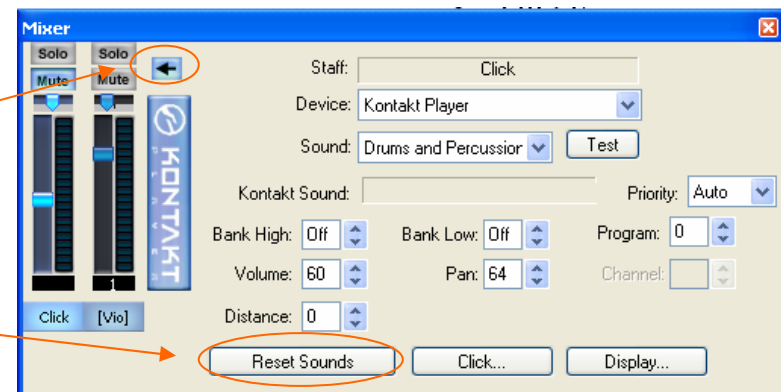 Mixer
Solo Solo
Mute Mute
Staff: Click
Device: Kontakt Player
Sound: Drums and Percussior Test
KONTAKT
PLAYER
Kontakt Sound: Priority: Auto
Bank High: Off Bank Low: Off Program: 0
Volume: 60 Pan: 64 Channel:
1
Click [Vio] Distance: 0
Reset Sounds Click... Display...